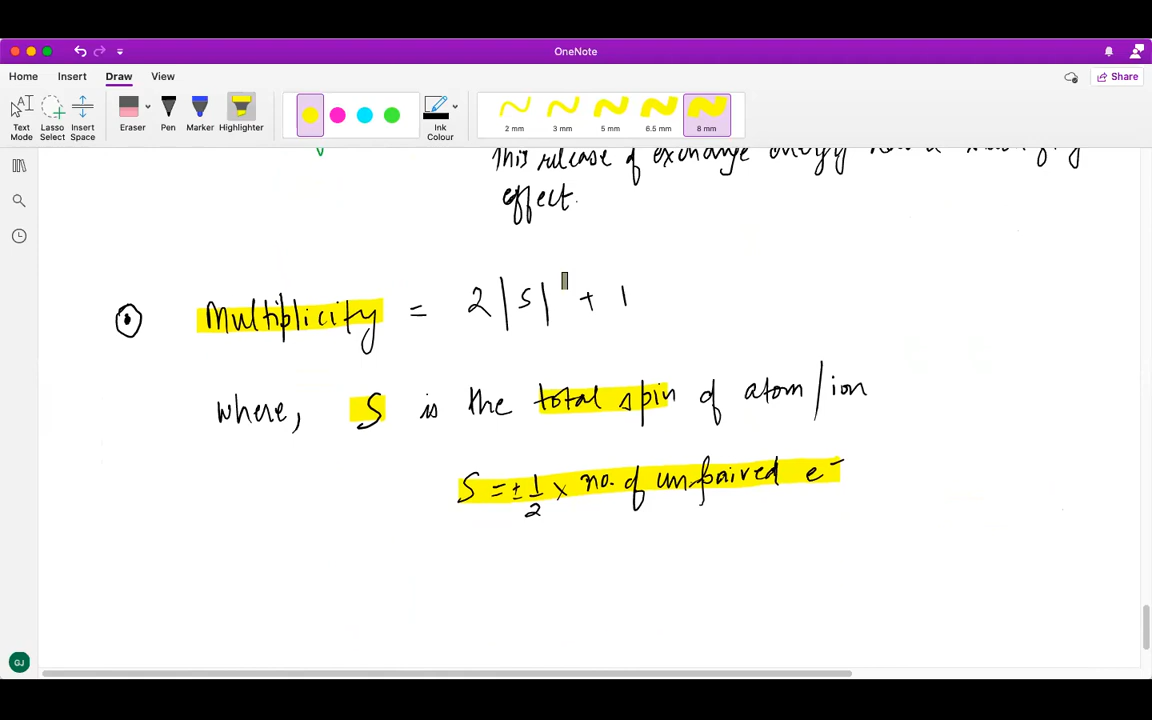 OneNote
Home Insert Draw View
Share
Text Mode
Lasso Select
Insert Space
Eraser
Pen
Marker
Highlighter
Ink Colour
2 mm
3 mm
5 mm
6.5 mm
8 mm
This release of exchange energy
effect.
Multiplicity = 2|S| + 1
where, S is the total spin of atom/ion
S = ± 1/2 × no. of unpaired e⁻
GJ